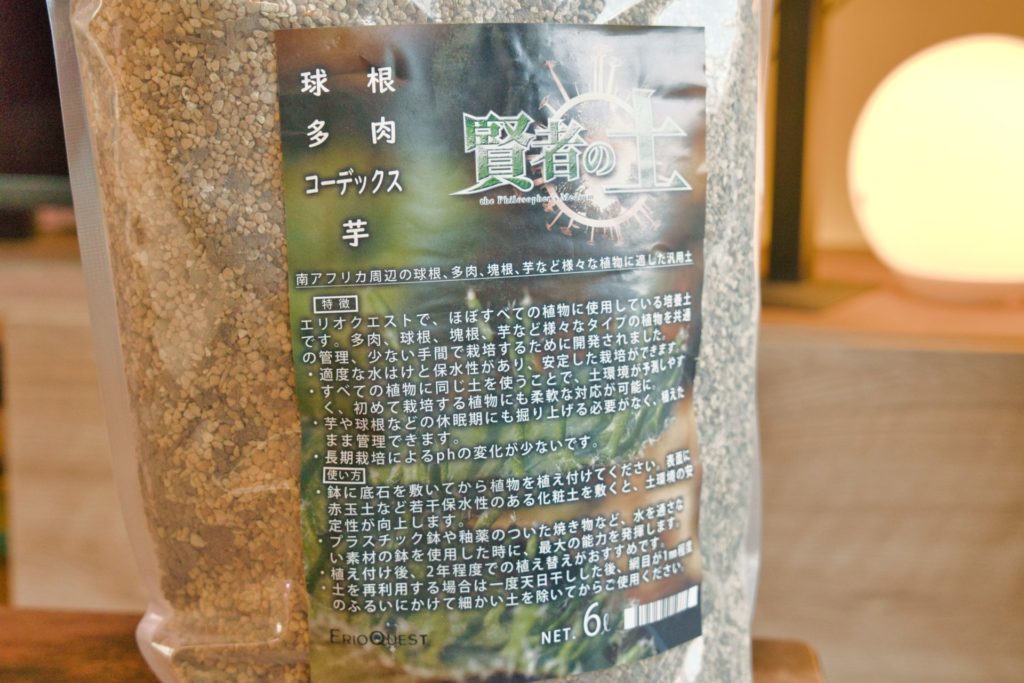 球根
多肉
コーデックス
芋
賢者の土
the Philosopher's Medium
南アフリカ周辺の球根、多肉、塊根、芋など様々な植物に適した汎用土
特徴
エリオクエストで、ほぼすべての植物に使用している培養土
です。多肉、球根、塊根、芋など様々なタイプの植物を共通
の管理、少ない手間で栽培するために開発されました。
・適度な水はけと保水性があり、安定した栽培ができます。
・すべての植物に同じ土を使うことで、土環境が予測しやす
く、初めて栽培する植物にも柔軟な対応が可能に。
・芋や球根などの休眠期にも掘り上げる必要がなく、植えた
まま管理できます。
・長期栽培によるphの変化が少ないです。
使い方
・鉢に底石を敷いてから植物を植え付けてください。表面に
赤玉土など若干保水性のある化粧土を敷くと、土環境の安
定性が向上します。
・プラスチック鉢や釉薬のついた焼き物など、水を通さな
い素材の鉢を使用した時に、最大の能力を発揮します。
・植え付け後、2年程度での植え替えがおすすめです。
・土を再利用する場合は一度天日干しした後、網目が1mm程度
のふるいにかけて細かい土を除いてからご使用ください。
ErioQuest
NET. 6ℓ